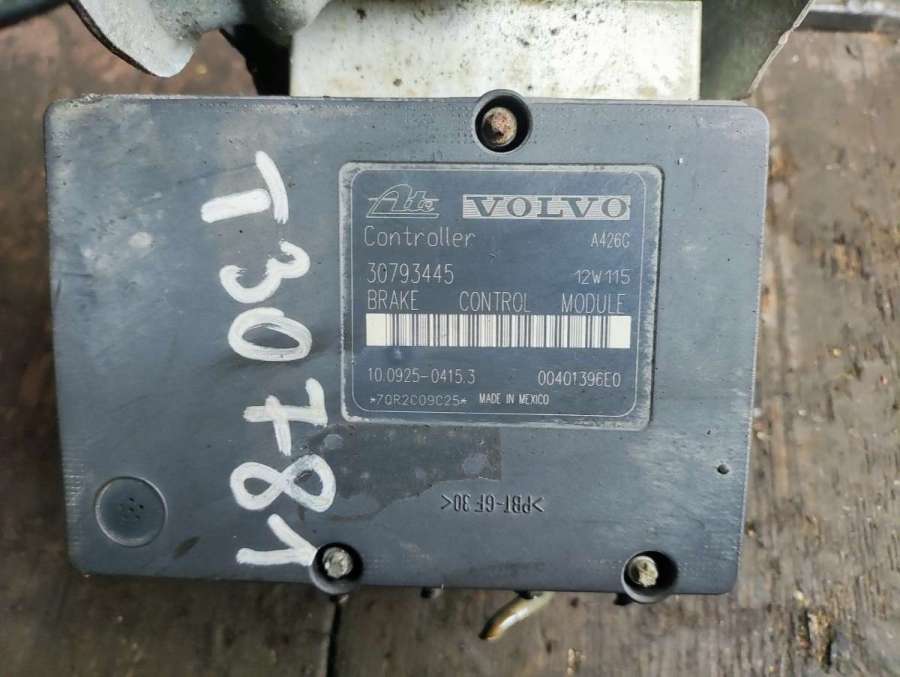 Ate VOLVO
Controller A426C
30793445 12W115
BRAKE CONTROL MODULE
10.0925-0415.3 00401396E0
*70R2C09C25* MADE IN MEXICO
>PBT-GF 30<
T30781